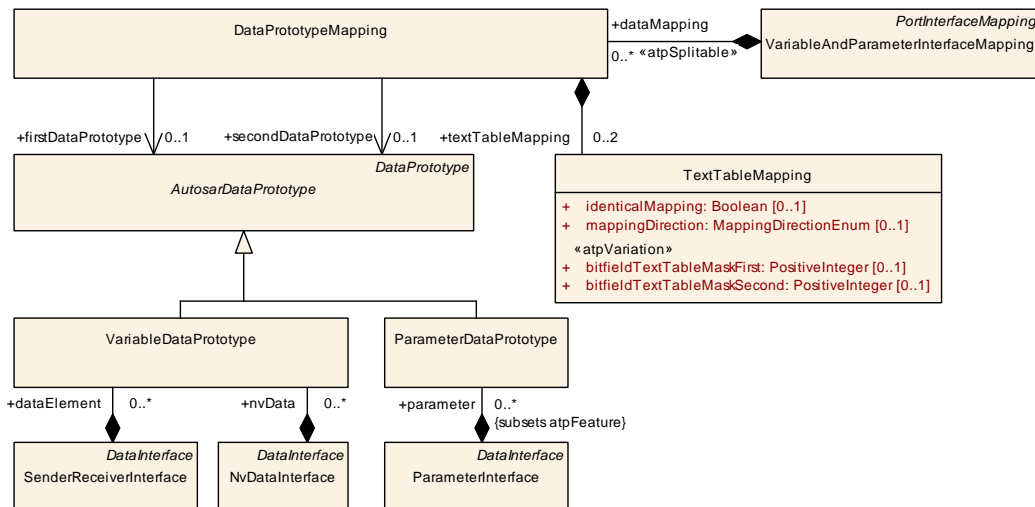 DataPrototypeMapping
+dataMapping
0..* «atpSplitable»
PortInterfaceMapping
VariableAndParameterInterfaceMapping
+firstDataPrototype 0..1
+secondDataPrototype 0..1
+textTableMapping 0..2
DataPrototype
AutosarDataPrototype
TextTableMapping
+ identicalMapping: Boolean [0..1]
+ mappingDirection: MappingDirectionEnum [0..1]
«atpVariation»
+ bitfieldTextTableMaskFirst: PositiveInteger [0..1]
+ bitfieldTextTableMaskSecond: PositiveInteger [0..1]
VariableDataPrototype
ParameterDataPrototype
+dataElement 0..*
+nvData 0..*
+parameter 0..*
{subsets atpFeature}
DataInterface
SenderReceiverInterface
DataInterface
NvDataInterface
DataInterface
ParameterInterface